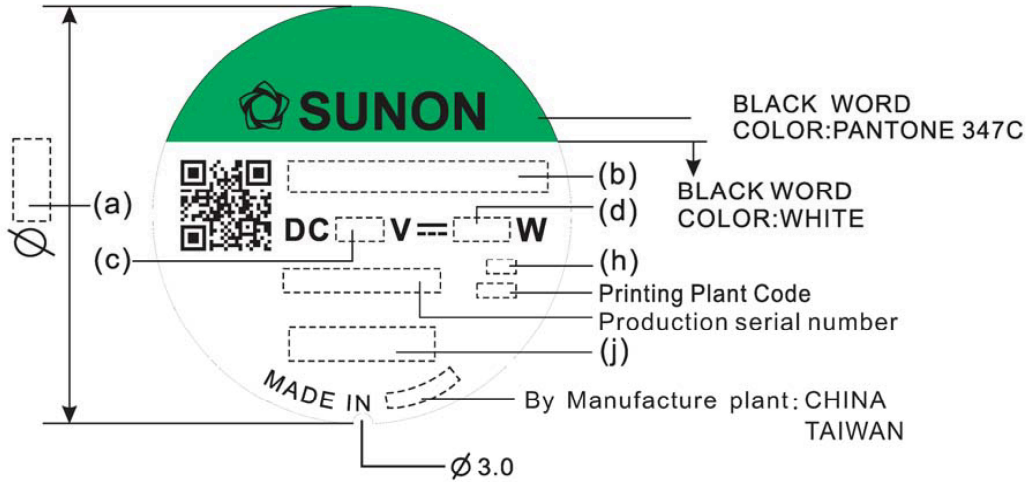 SUNON
BLACK WORD
COLOR:PANTONE 347C
BLACK WORD
COLOR:WHITE
(a)
(b)
DC V W
(d)
(c)
(h)
Printing Plant Code
Production serial number
(j)
MADE IN
By Manufacture plant: CHINA
TAIWAN
Ø
Ø 3.0